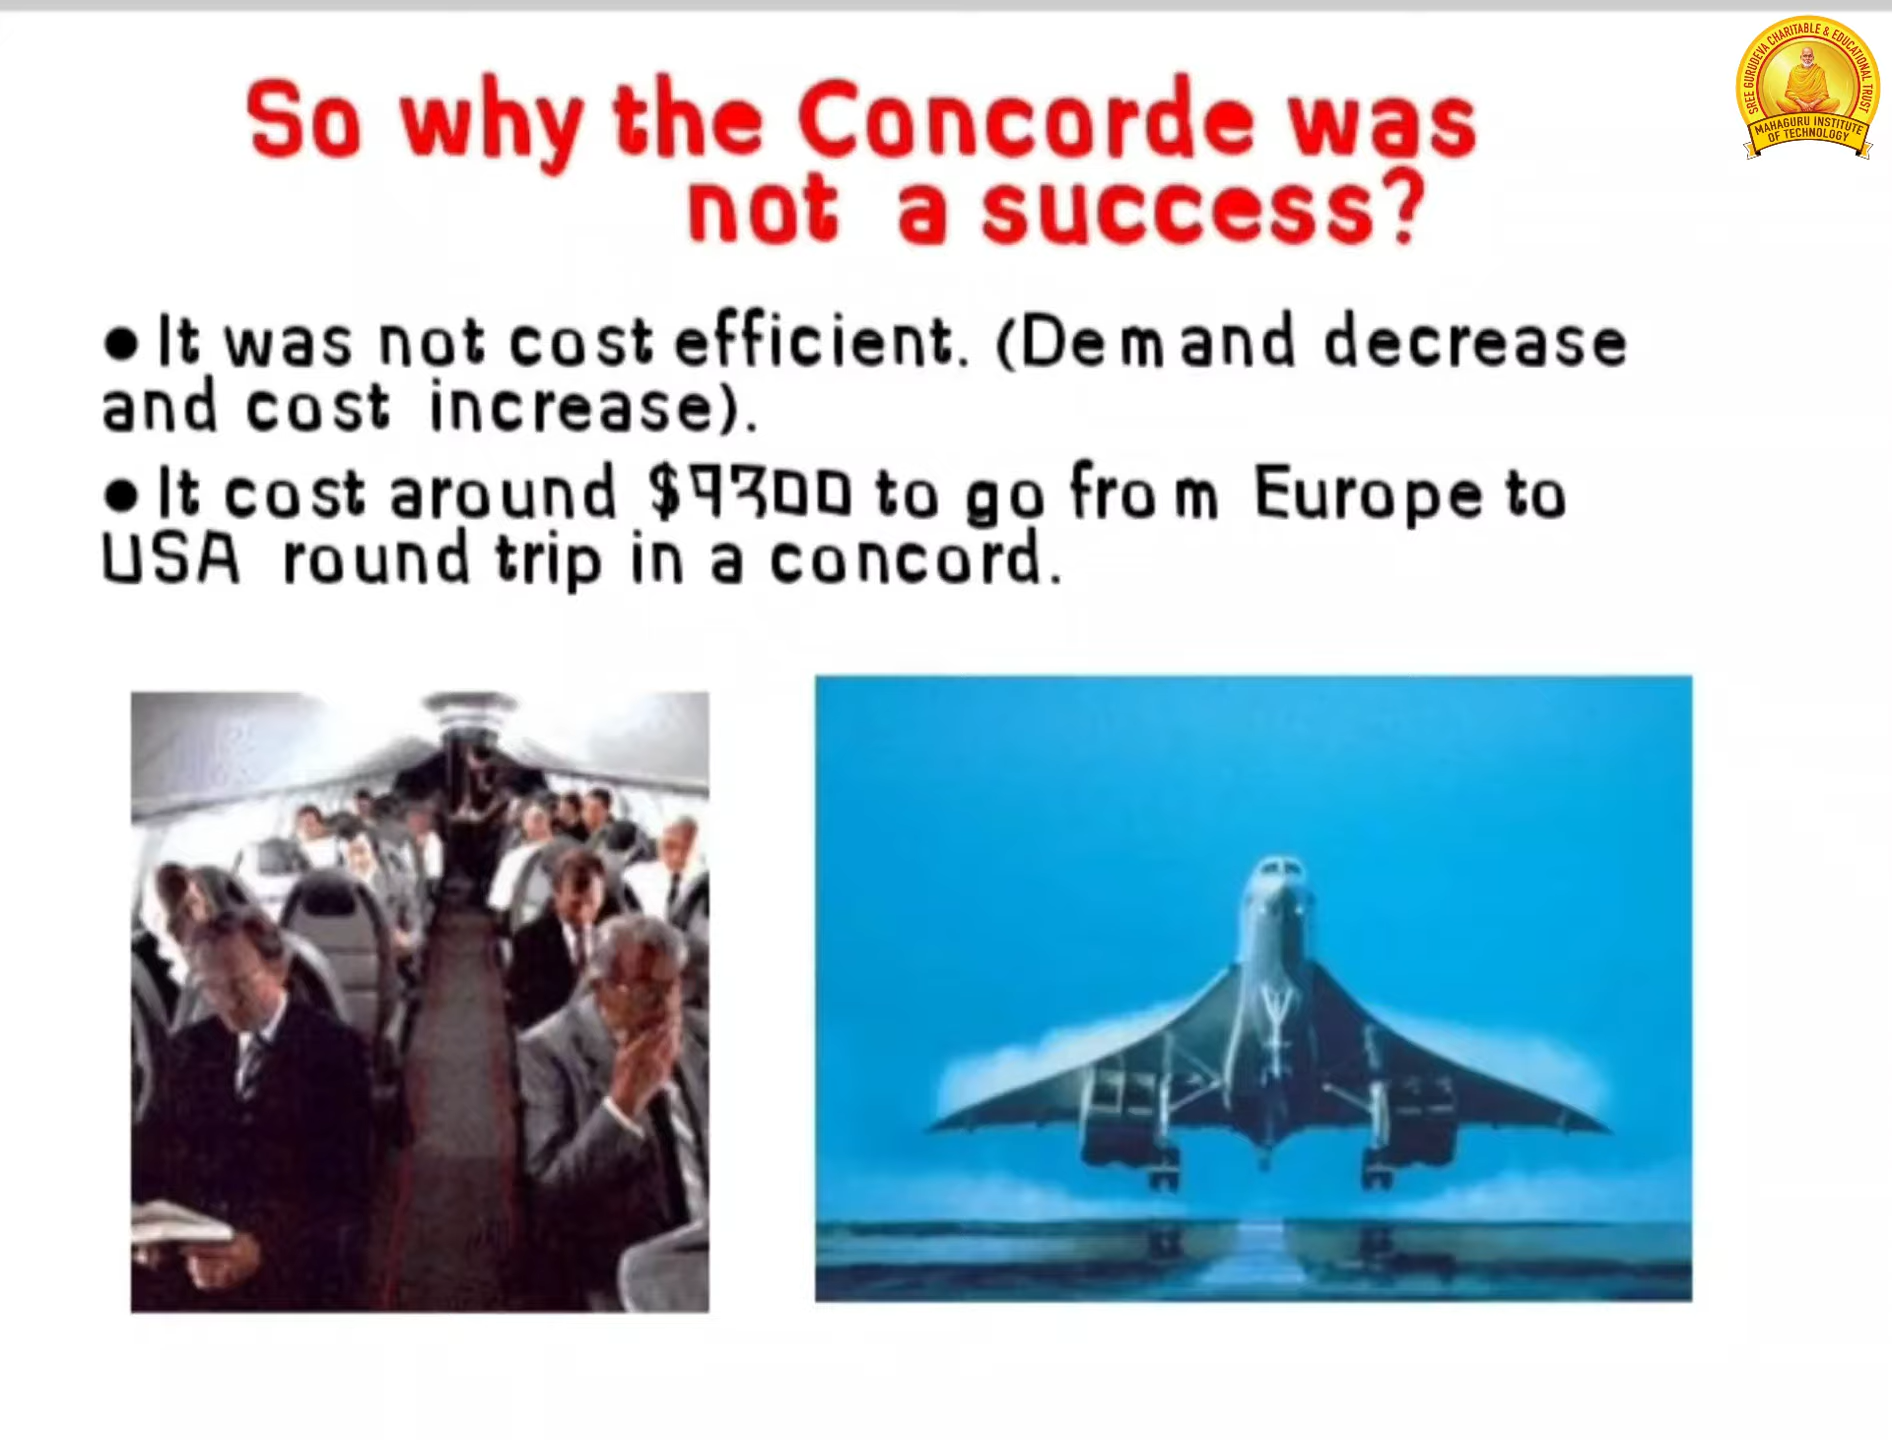 So why the Concorde was
not a success?
● It was not cost efficient. (Demand decrease
and cost increase).
● It cost around $9300 to go from Europe to
USA round trip in a concord.
SREE GURUDEVA CHARITABLE & EDUCATIONAL TRUST
MAHAGURU INSTITUTE
OF TECHNOLOGY